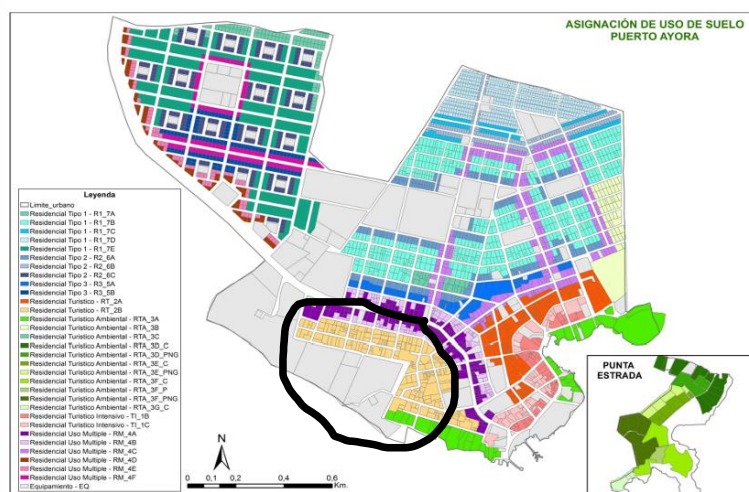 ASIGNACIÓN DE USO DE SUELO
PUERTO AYORA
Leyenda
Limite_urbano
Residencial Tipo 1 - R1_7A
Residencial Tipo 1 - R1_7B
Residencial Tipo 1 - R1_7C
Residencial Tipo 1 - R1_7D
Residencial Tipo 1 - R1_7E
Residencial Tipo 2 - R2_6A
Residencial Tipo 2 - R2_6B
Residencial Tipo 2 - R2_6C
Residencial Tipo 3 - R3_5A
Residencial Tipo 3 - R3_5B
Residencial Turístico - RT_2A
Residencial Turístico - RT_2B
Residencial Turístico Ambiental - RTA_3A
Residencial Turístico Ambiental - RTA_3B
Residencial Turístico Ambiental - RTA_3C
Residencial Turístico Ambiental - RTA_3D_C
Residencial Turístico Ambiental - RTA_3D_PNG
Residencial Turístico Ambiental - RTA_3E_C
Residencial Turístico Ambiental - RTA_3E_PNG
Residencial Turístico Ambiental - RTA_3F_C
Residencial Turístico Ambiental - RTA_3F_P
Residencial Turístico Ambiental - RTA_3F_PNG
Residencial Turístico Ambiental - RTA_3G_C
Residencial Turístico Intensivo - TI_1B
Residencial Turístico Intensivo - TI_1C
Residencial Uso Multiple - RM_4A
Residencial Uso Multiple - RM_4B
Residencial Uso Multiple - RM_4C
Residencial Uso Multiple - RM_4D
Residencial Uso Multiple - RM_4E
Residencial Uso Multiple - RM_4F
Equipamiento - EQ
N
0 0,1 0,2 0,4 0,6
Km.
PUNTA
ESTRADA